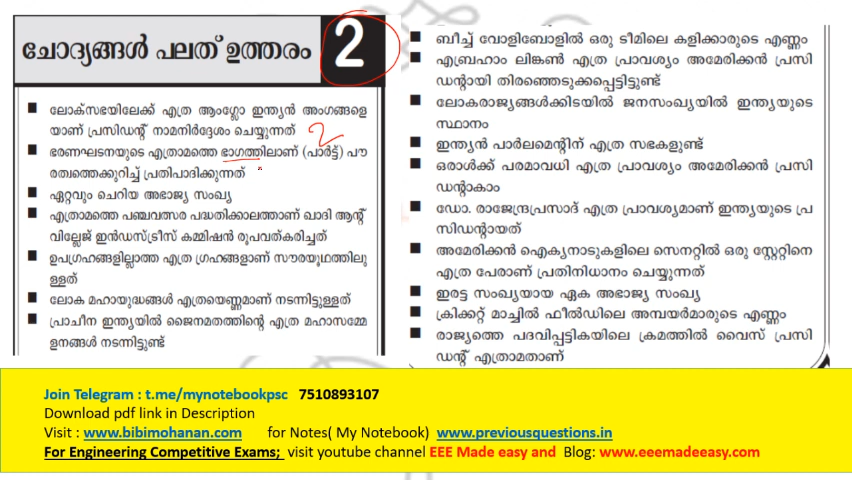 ചോദ്യങ്ങൾ പലത് ഉത്തരം 2
ലോക്സഭയിലേക്ക് എത്ര ആംഗ്ലോ ഇന്ത്യൻ അംഗങ്ങളെ
യാണ് പ്രസിഡന്റ് നാമനിർദ്ദേശം ചെയ്യുന്നത് 2
ഭരണഘടനയുടെ എത്രാമത്തെ ഭാഗത്തിലാണ് (പാർട്ട്) പൗ
രത്വത്തെക്കുറിച്ച് പ്രതിപാദിക്കുന്നത്
ഏറ്റവും ചെറിയ അഭാജ്യ സംഖ്യ
എത്രാമത്തെ പഞ്ചവത്സര പദ്ധതിക്കാലത്താണ് ഖാദി ആന്റ്
വില്ലേജ് ഇൻഡസ്ട്രീസ് കമ്മിഷൻ രൂപവത്കരിച്ചത്
ഉപഗ്രഹങ്ങളില്ലാത്ത എത്ര ഗ്രഹങ്ങളാണ് സൗരയൂഥത്തിലു
ള്ളത്
ലോക മഹായുദ്ധങ്ങൾ എത്രയെണ്ണമാണ് നടന്നിട്ടുള്ളത്
പ്രാചീന ഇന്ത്യയിൽ ജൈനമതത്തിന്റെ എത്ര മഹാസമ്മേ
ളനങ്ങൾ നടന്നിട്ടുണ്ട്
ബീച്ച് വോളിബോളിൽ ഒരു ടീമിലെ കളിക്കാരുടെ എണ്ണം
എബ്രഹാം ലിങ്കൺ എത്ര പ്രാവശ്യം അമേരിക്കൻ പ്രസി
ഡന്റായി തിരഞ്ഞെടുക്കപ്പെട്ടിട്ടുണ്ട്
ലോകരാജ്യങ്ങൾക്കിടയിൽ ജനസംഖ്യയിൽ ഇന്ത്യയുടെ
സ്ഥാനം
ഇന്ത്യൻ പാർലമെന്റിന് എത്ര സഭകളുണ്ട്
ഒരാൾക്ക് പരമാവധി എത്ര പ്രാവശ്യം അമേരിക്കൻ പ്രസി
ഡന്റാകാം
ഡോ. രാജേന്ദ്രപ്രസാദ് എത്ര പ്രാവശ്യമാണ് ഇന്ത്യയുടെ പ്ര
സിഡന്റായത്
അമേരിക്കൻ ഐക്യനാടുകളിലെ സെനറ്റിൽ ഒരു സ്റ്റേറ്റിനെ
എത്ര പേരാണ് പ്രതിനിധാനം ചെയ്യുന്നത്
ഇരട്ട സംഖ്യയായ ഏക അഭാജ്യ സംഖ്യ
ക്രിക്കറ്റ് മാച്ചിൽ ഫീൽഡിലെ അമ്പയർമാരുടെ എണ്ണം
രാജ്യത്തെ പദവിപ്പട്ടികയിലെ ക്രമത്തിൽ വൈസ് പ്രസി
ഡന്റ് എത്രാമതാണ്
Join Telegram : t.me/mynotebookpsc 7510893107
Download pdf link in Description
Visit : www.bibimohanan.com for Notes( My Notebook) www.previousquestions.in
For Engineering Competitive Exams; visit youtube channel EEE Made easy and Blog: www.eeemadeeasy.com